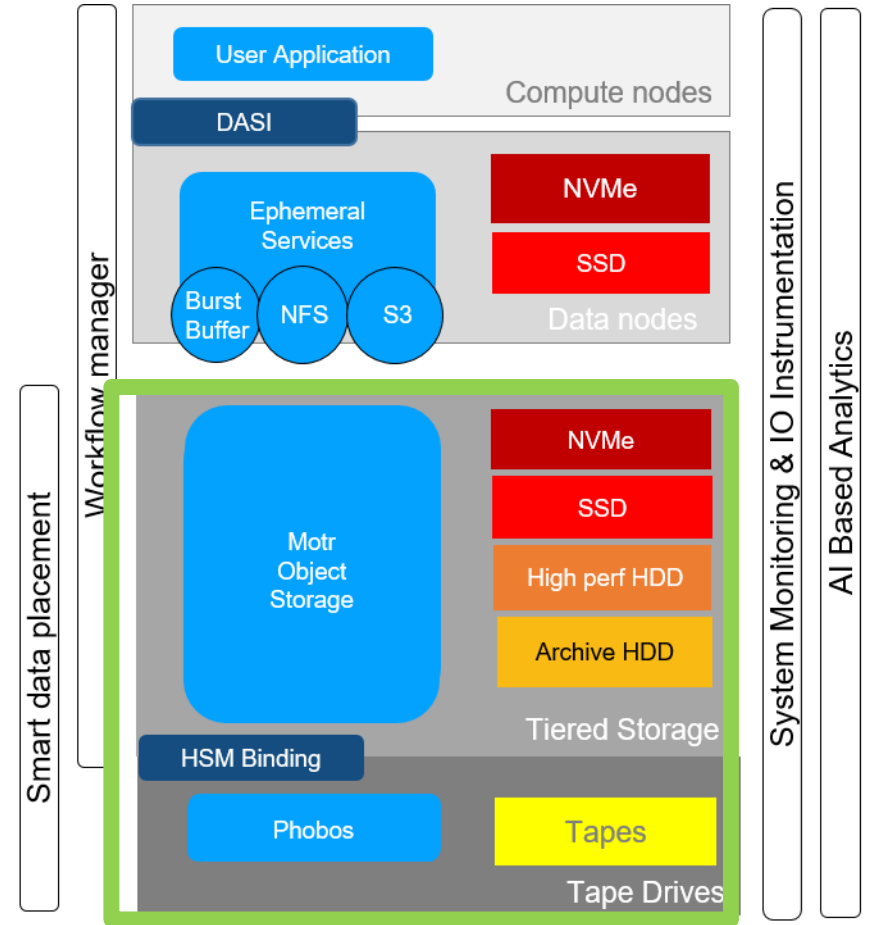 User Application
Compute nodes
DASI
Ephemeral
Services
Burst
Buffer
NFS
S3
NVMe
SSD
Data nodes
Motr
Object
Storage
NVMe
SSD
High perf HDD
Archive HDD
Tiered Storage
HSM Binding
Phobos
Tapes
Tape Drives
Smart data placement
Workflow manager
System Monitoring & IO Instrumentation
AI Based Analytics